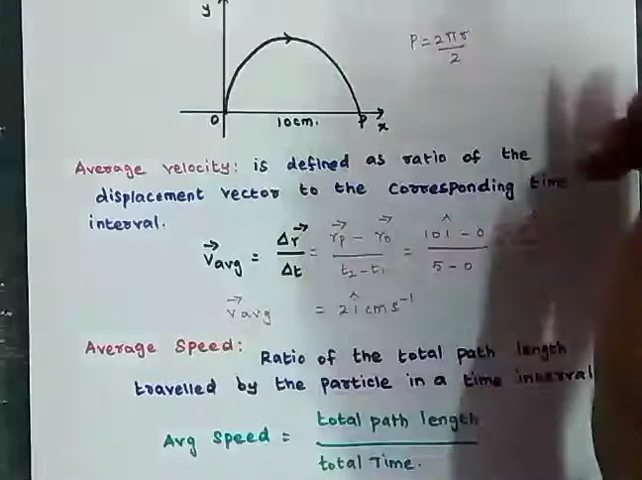 y
P = 2πr / 2
O 10cm. P x
Average velocity: is defined as ratio of the
displacement vector to the corresponding time
interval.
V⃗avg = Δr⃗ / Δt = r⃗p - r⃗o / t₂-t₁ = 10î - 0 / 5 - 0
V⃗avg = 2î cms⁻¹
Average Speed: Ratio of the total path length
travelled by the particle in a time interval
Avg Speed = total path length / total Time.